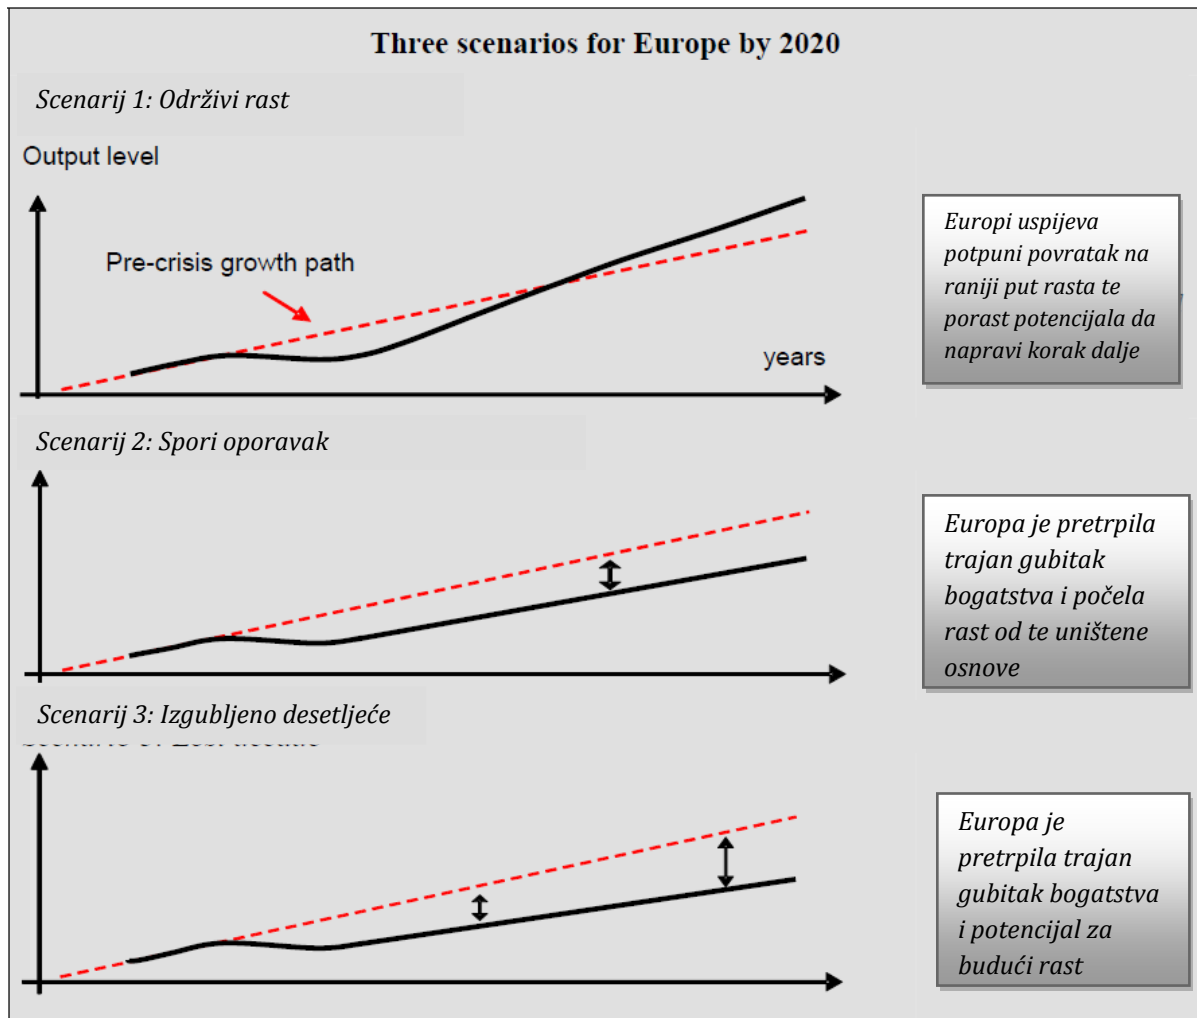 Three scenarios for Europe by 2020
Scenarij 1: Održivi rast
Output level
Pre-crisis growth path
years
Europi uspijeva
potpuni povratak na
raniji put rasta te
porast potencijala da
napravi korak dalje
Scenarij 2: Spori oporavak
Europa je pretrpila
trajan gubitak
bogatstva i počela
rast od te uništene
osnove
Scenarij 3: Izgubljeno desetljeće
Europa je
pretrpila trajan
gubitak bogatstva
i potencijal za
budući rast